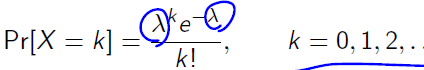 Pr[X = k] = λ^k e^{-λ} / k!, k = 0, 1, 2, ..